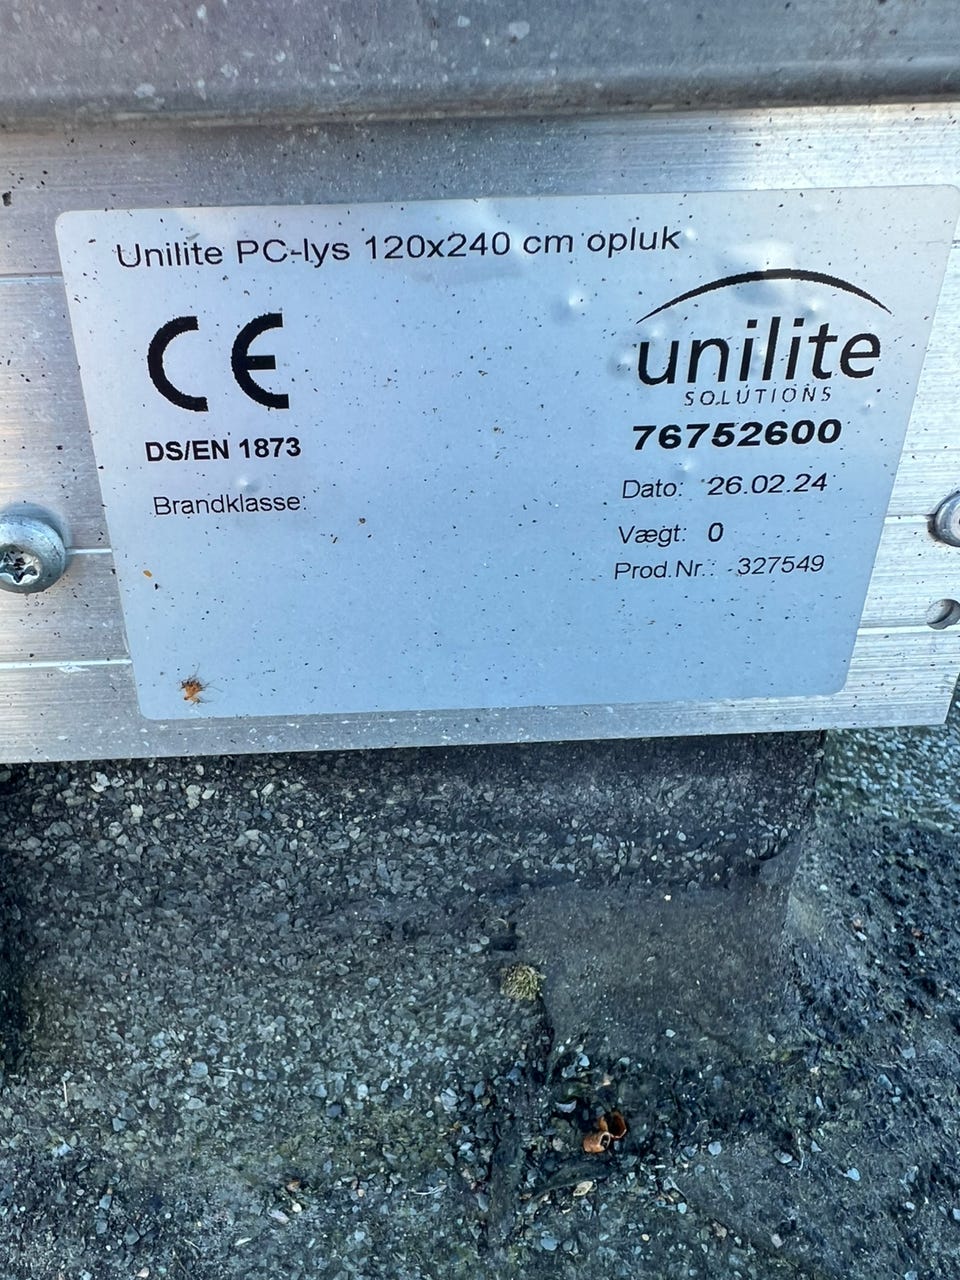 Unilite PC-lys 120x240 cm opluk
CE
DS/EN 1873
Brandklasse:
unilite
SOLUTIONS
76752600
Dato: 26.02.24
Vægt: 0
Prod.Nr.: 327549